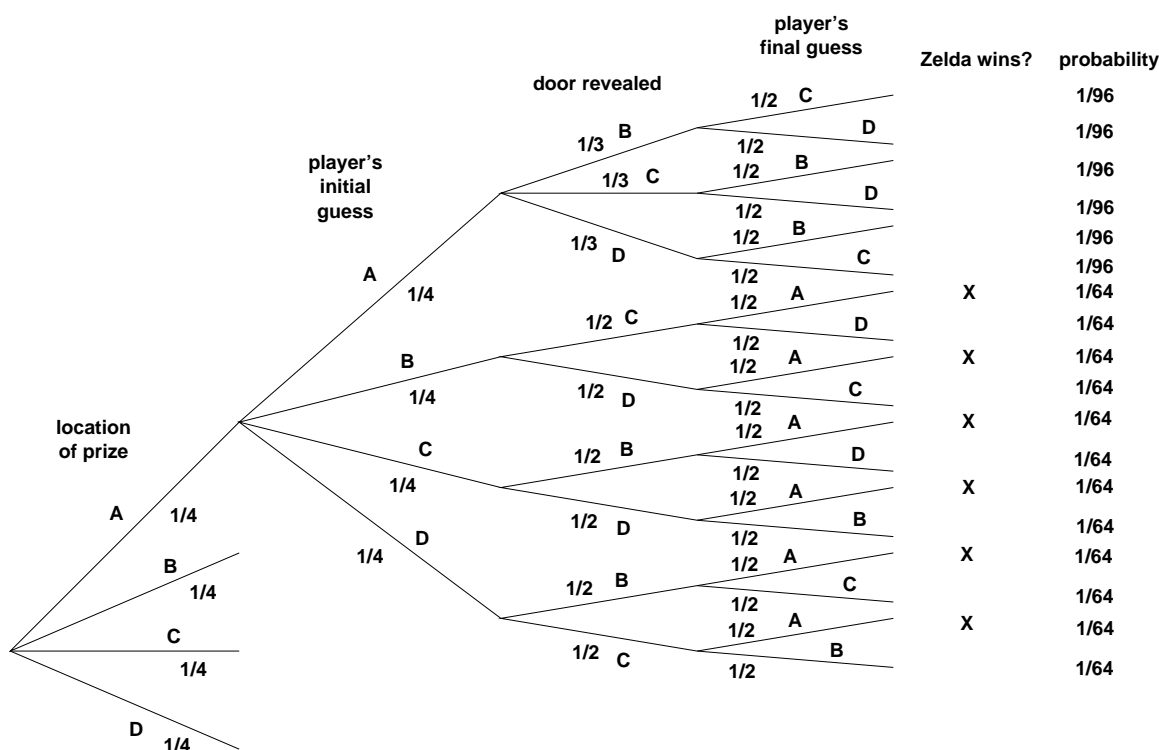 player's
final guess
Zelda wins?
probability
door revealed
1/2 C
1/96
B
D
1/96
1/3
1/2
player's
initial
guess
1/2 B
1/96
1/3 C
D
1/2
1/96
1/2 B
1/96
1/3 D
C
1/96
A
1/2
1/4
1/2 A
X
1/64
1/2 C
D
1/64
B
1/2
1/2 A
X
1/64
1/4
1/2 D
C
1/64
location
of prize
1/2
1/2 A
X
1/64
C
1/2 B
D
1/64
1/4
1/2
1/2 A
X
1/64
A
1/4
D
1/2 D
B
1/64
1/4
1/2
1/2 A
X
1/64
B
1/4
1/2 B
C
1/64
1/2
1/2 A
X
1/64
C
1/4
1/2 C
B
1/2
1/64
D
1/4